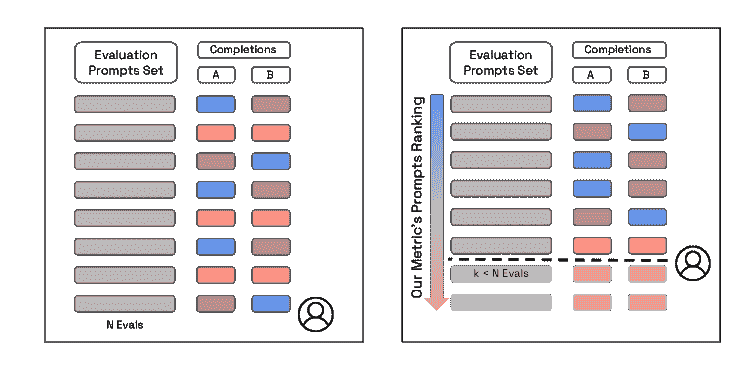 Evaluation
Prompts Set
Completions
A
B
N Evals
Evaluation
Prompts Set
Completions
A
B
Our Metric's Prompts Ranking
k < N Evals